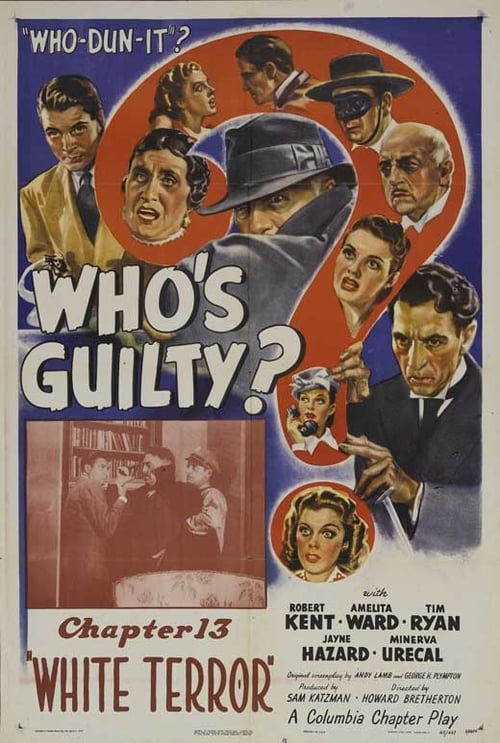 "WHO-DUN-IT"?
WHO'S
GUILTY?
Chapter 13
"WHITE TERROR"
with
ROBERT AMELITA TIM
KENT · WARD · RYAN
JAYNE MINERVA
HAZARD · URECAL
Original screenplay by ANDY LAMB and GEORGE H. PLYMPTON
Produced by Directed by
SAM KATZMAN · HOWARD BRETHERTON
A Columbia Chapter Play